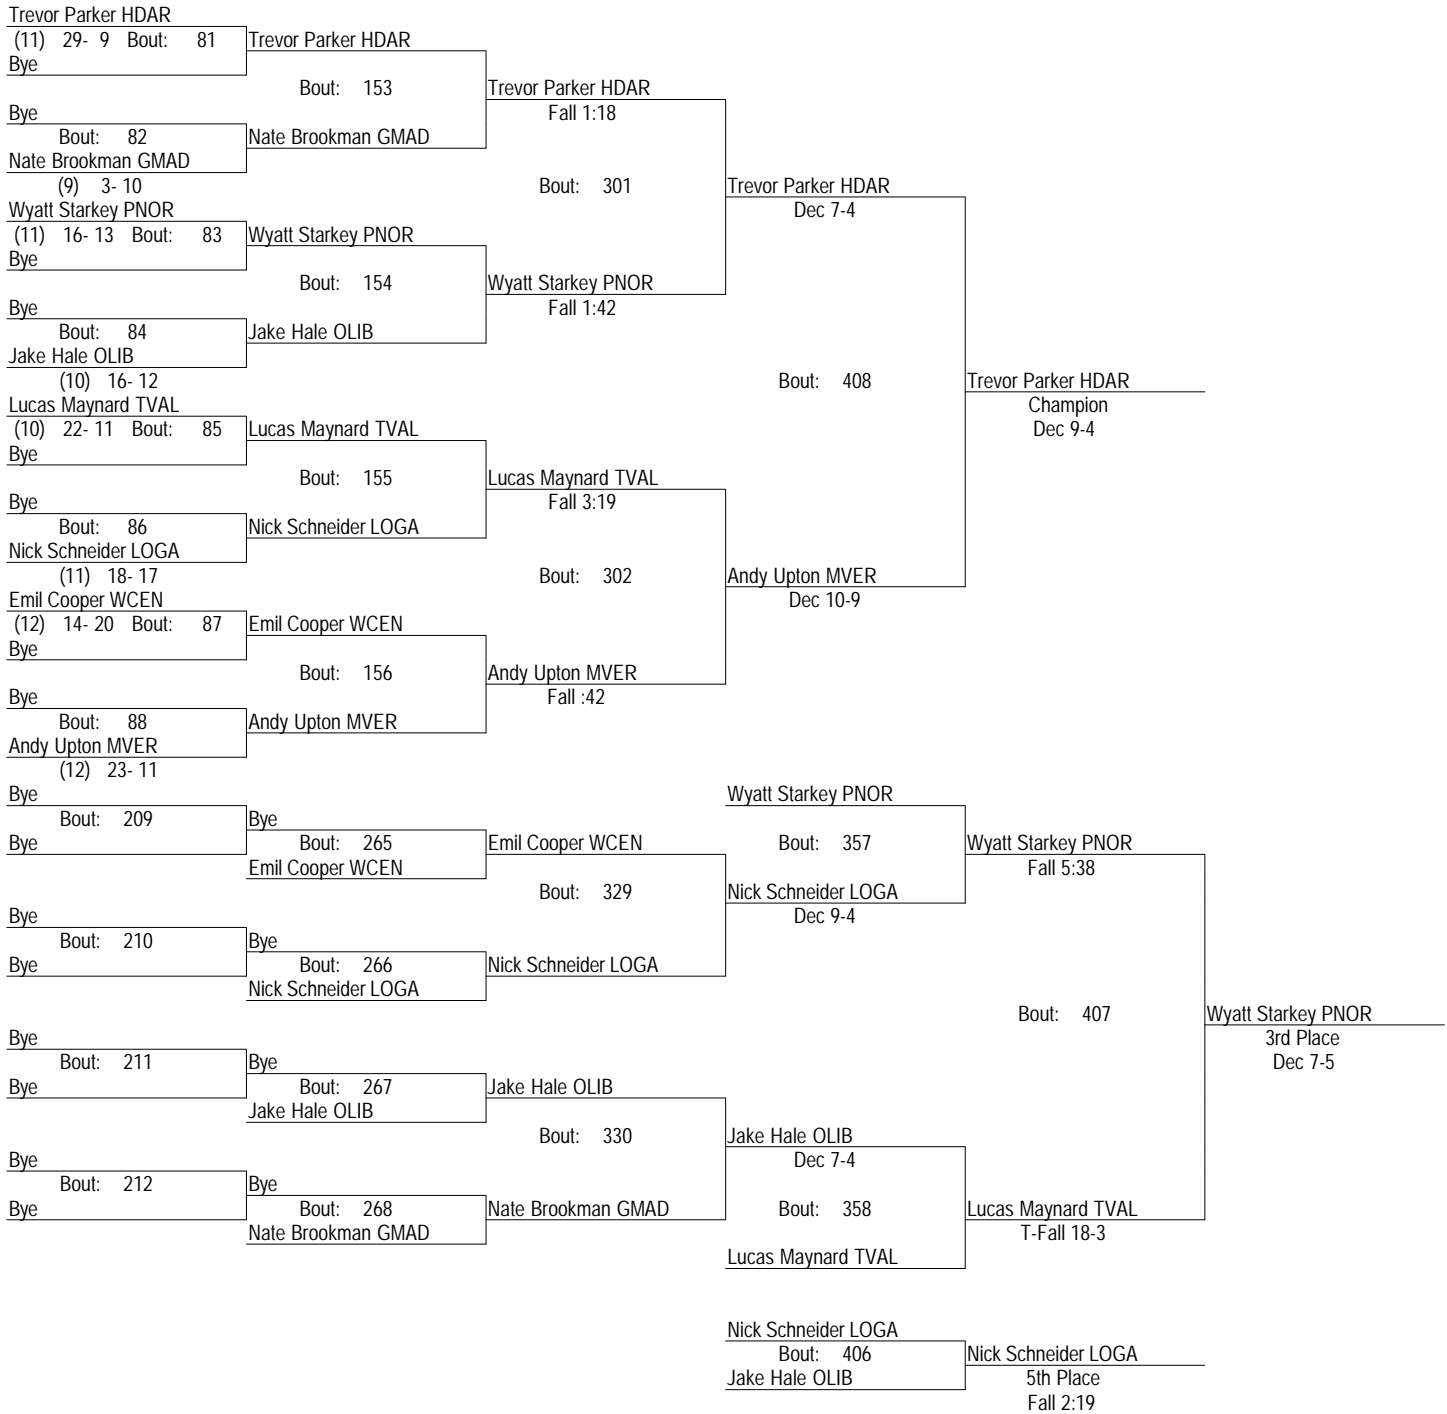 Trevor Parker HDAR
(11) 29- 9 Bout: 81 Trevor Parker HDAR
Bye
Bout: 153 Trevor Parker HDAR
Bye Fall 1:18
Bout: 82 Nate Brookman GMAD
Nate Brookman GMAD
(9) 3- 10 Bout: 301 Trevor Parker HDAR
Wyatt Starkey PNOR Dec 7-4
(11) 16- 13 Bout: 83 Wyatt Starkey PNOR
Bye
Bout: 154 Wyatt Starkey PNOR
Bye Fall 1:42
Bout: 84 Jake Hale OLIB
Jake Hale OLIB
(10) 16- 12 Bout: 408 Trevor Parker HDAR
Lucas Maynard TVAL Champion
(10) 22- 11 Bout: 85 Lucas Maynard TVAL Dec 9-4
Bye
Bout: 155 Lucas Maynard TVAL
Bye Fall 3:19
Bout: 86 Nick Schneider LOGA
Nick Schneider LOGA
(11) 18- 17 Bout: 302 Andy Upton MVER
Emil Cooper WCEN Dec 10-9
(12) 14- 20 Bout: 87 Emil Cooper WCEN
Bye
Bout: 156 Andy Upton MVER
Bye Fall :42
Bout: 88 Andy Upton MVER
Andy Upton MVER
(12) 23- 11
Bye Wyatt Starkey PNOR
Bout: 209 Bye
Bye Bout: 265 Emil Cooper WCEN Bout: 357 Wyatt Starkey PNOR
Emil Cooper WCEN Fall 5:38
Bout: 329 Nick Schneider LOGA
Bye Dec 9-4
Bout: 210 Bye
Bye Bout: 266 Nick Schneider LOGA
Nick Schneider LOGA
Bout: 407 Wyatt Starkey PNOR
Bye 3rd Place
Bout: 211 Bye Dec 7-5
Bye Bout: 267 Jake Hale OLIB
Jake Hale OLIB
Bout: 330 Jake Hale OLIB
Bye Dec 7-4
Bout: 212 Bye
Bye Bout: 268 Nate Brookman GMAD Bout: 358 Lucas Maynard TVAL
Nate Brookman GMAD T-Fall 18-3
Lucas Maynard TVAL
Nick Schneider LOGA
Bout: 406 Nick Schneider LOGA
Jake Hale OLIB 5th Place
Fall 2:19